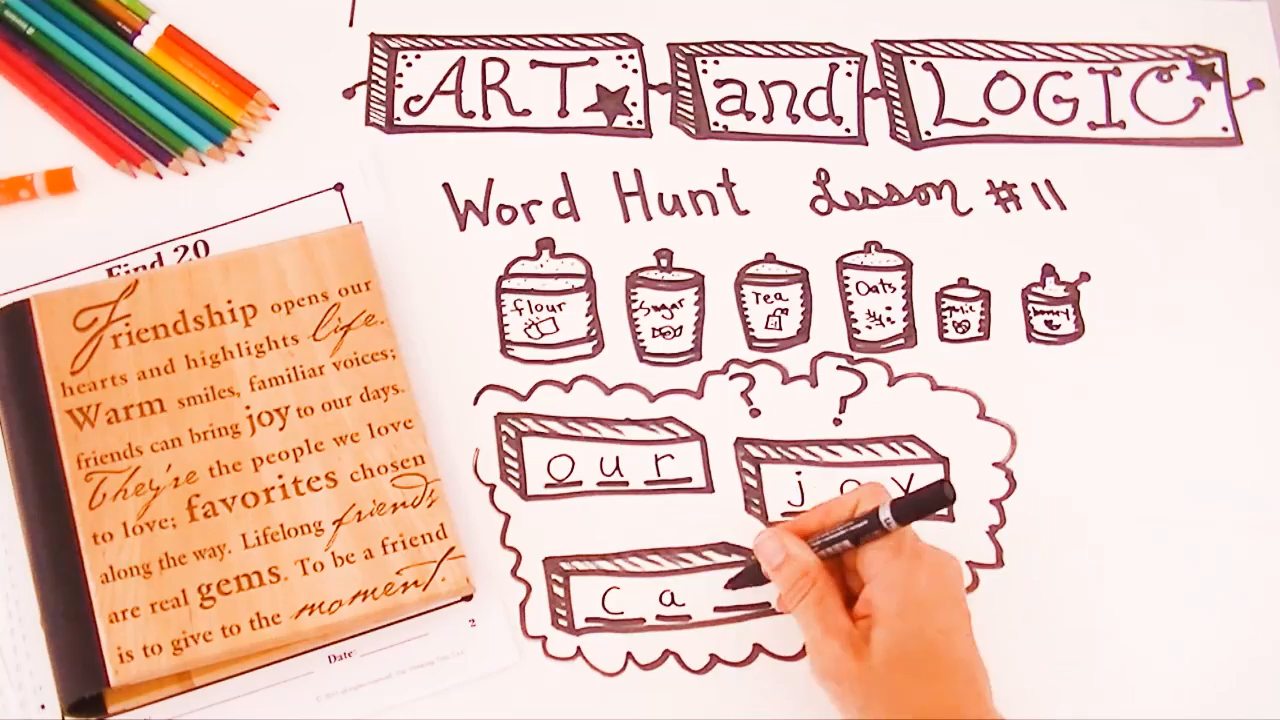 ART and LOGIC
Word Hunt Lesson #11
flour Sugar Tea Oats
Find 20
Friendship opens our
hearts and highlights life.
Warm smiles, familiar voices;
friends can bring joy to our days.
They're the people we love
to love; favorites chosen
along the way. Lifelong friends
are real gems. To be a friend
is to give to the moment.
2
Date:
? ?
our
joy
Ca